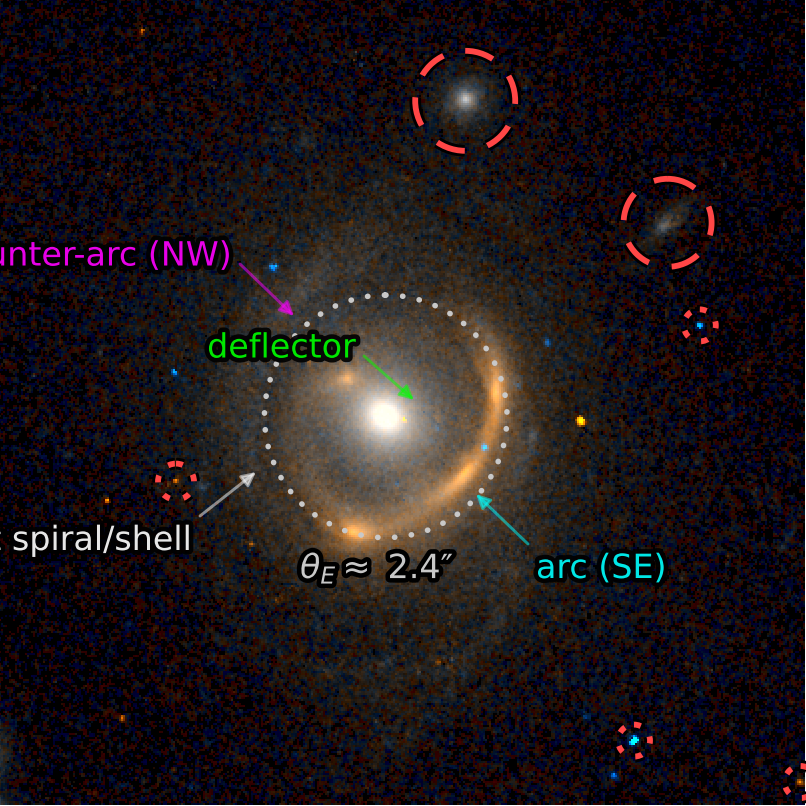 unter-arc (NW)
deflector
t spiral/shell
θE ≈ 2.4″
arc (SE)